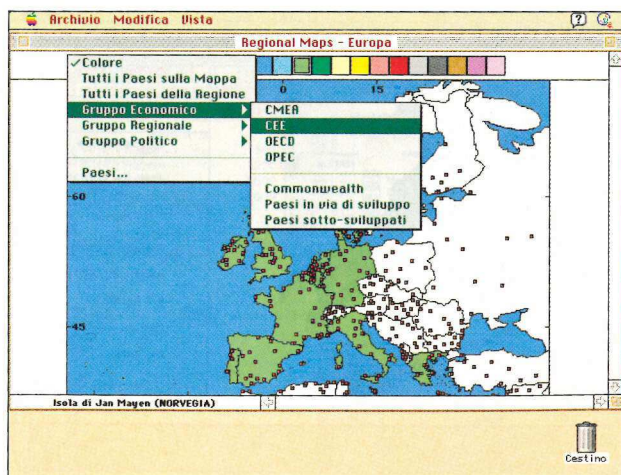 Archivio Modifica Vista
Regional Maps - Europa
✓Colore
Tutti i Paesi sulla Mappa
Tutti i Paesi della Regione
Gruppo Economico
Gruppo Regionale
Gruppo Politico
Paesi...
0 15
CMEA
CEE
OECD
OPEC
Commonwealth
Paesi in via di sviluppo
Paesi sotto-sviluppati
60
45
Isola di Jan Mayen (NORVEGIA)
Cestino